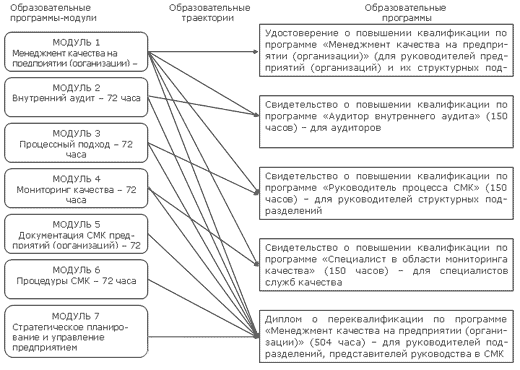 Образовательные
программы-модули
Образовательные
траектории
Образовательные
программы
МОДУЛЬ 1
Менеджмент качества на
предприятии (организации) –
МОДУЛЬ 2
Внутренний аудит – 72
часа
МОДУЛЬ 3
Процессный подход – 72
часа
МОДУЛЬ 4
Мониторинг качества – 72
часа
МОДУЛЬ 5
Документация СМК пред-
приятий (организаций) – 72
МОДУЛЬ 6
Процедуры СМК – 72 часа
МОДУЛЬ 7
Стратегическое планиро-
вание и управление
предприятием
Удостоверение о повышении квалификации по
программе «Менеджмент качества на предпри-
ятии (организации)» (для руководителей пред-
приятий (организаций) и их структурных под-
Свидетельство о повышении квалификации по
программе «Аудитор внутреннего аудита» (150
часов) – для аудиторов
Свидетельство о повышении квалификации по
программе «Руководитель процесса СМК» (150
часов) – для руководителей структурных под-
разделений
Свидетельство о повышении квалификации по
программе «Специалист в области мониторинга
качества» (150 часов) – для специалистов
служб качества
Диплом о переквалификации по программе
«Менеджмент качества на предприятии (органи-
зации)» (504 часа) – для руководителей под-
разделений, представителей руководства в СМК